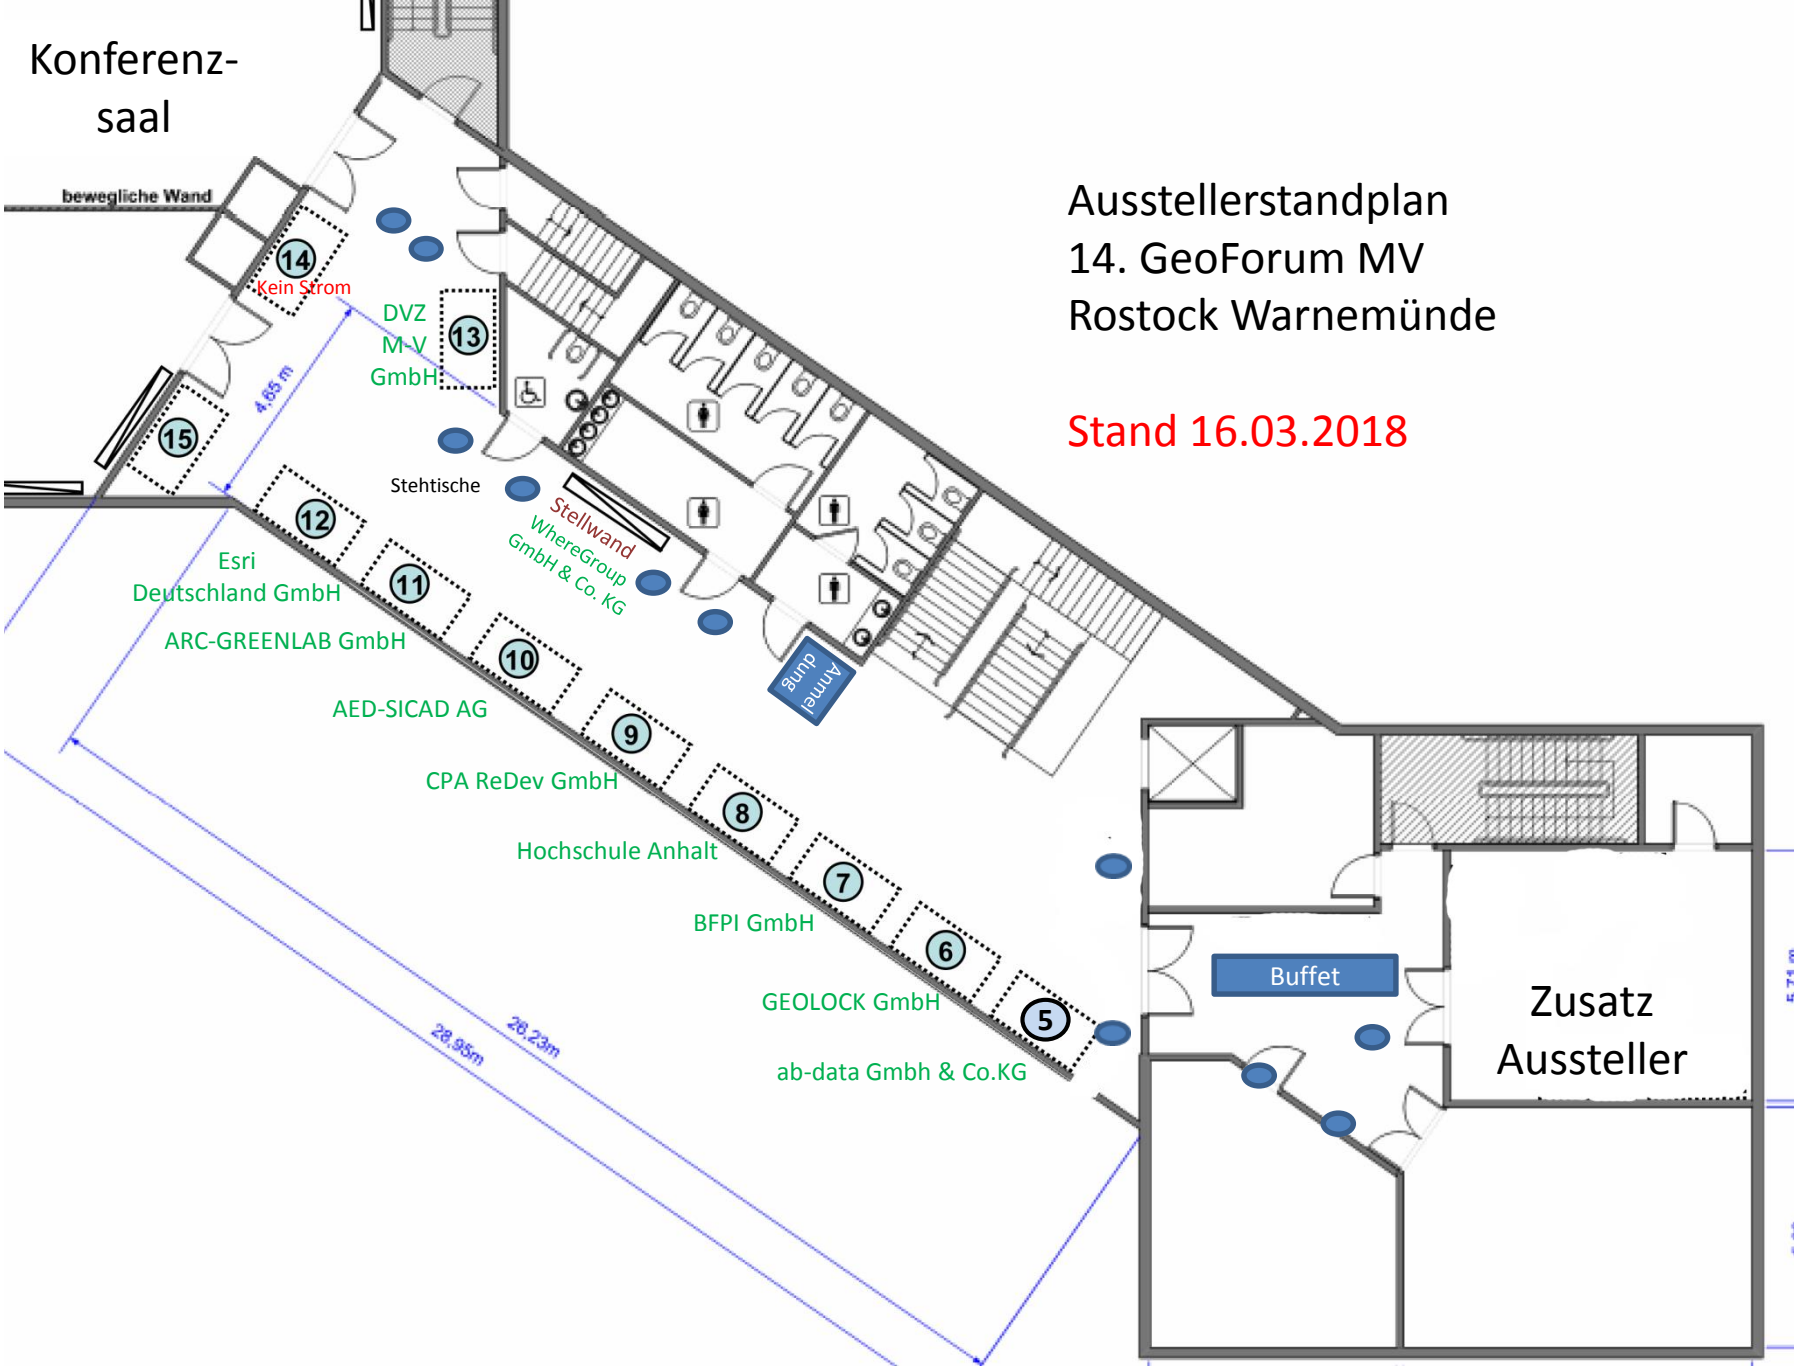 Konferenz-
saal
bewegliche Wand
Ausstellerstandplan
14. GeoForum MV
Rostock Warnemünde
Stand 16.03.2018
14
Kein Strom
DVZ
M-V
GmbH
13
4,65 m
15
Stehtische
Stellwand
WhereGroup
GmbH & Co. KG
12
Esri
Deutschland GmbH
11
ARC-GREENLAB GmbH
10
AED-SICAD AG
9
CPA ReDev GmbH
8
Hochschule Anhalt
7
BFPI GmbH
6
GEOLOCK GmbH
5
ab-data Gmbh & Co.KG
Anmel
dung
Buffet
Zusatz
Aussteller
26,23m
28,95m
5,71 m